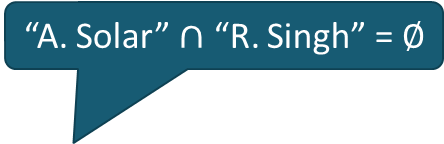 “A. Solar” ∩ “R. Singh” = Ø